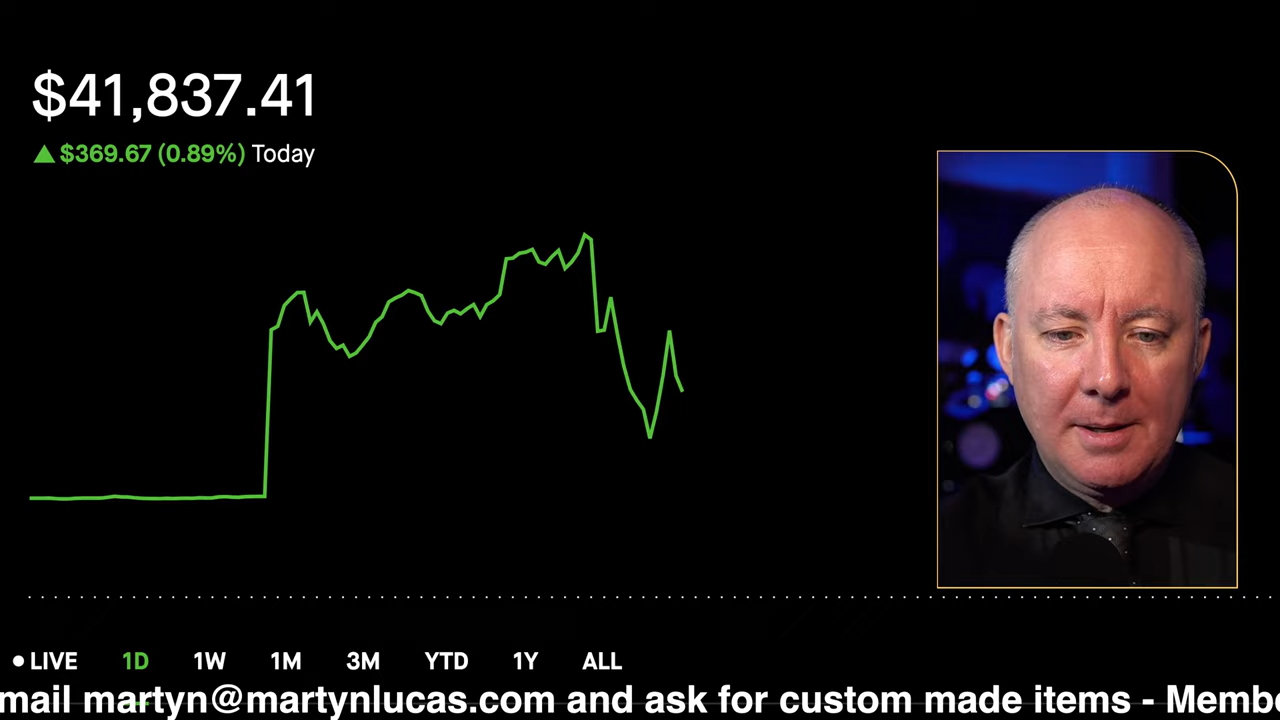 $41,837.41
▲ $369.67 (0.89%) Today
● LIVE 1D 1W 1M 3M YTD 1Y ALL
mail martyn@martynlucas.com and ask for custom made items -